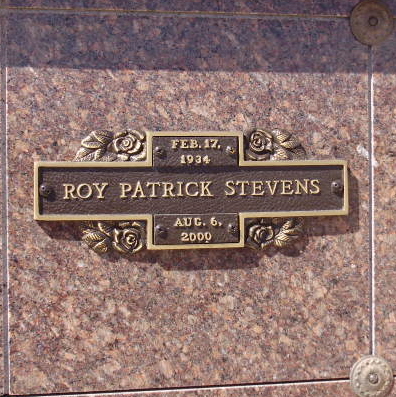 FEB. 17,
1934
ROY PATRICK STEVENS
AUG. 6,
2000